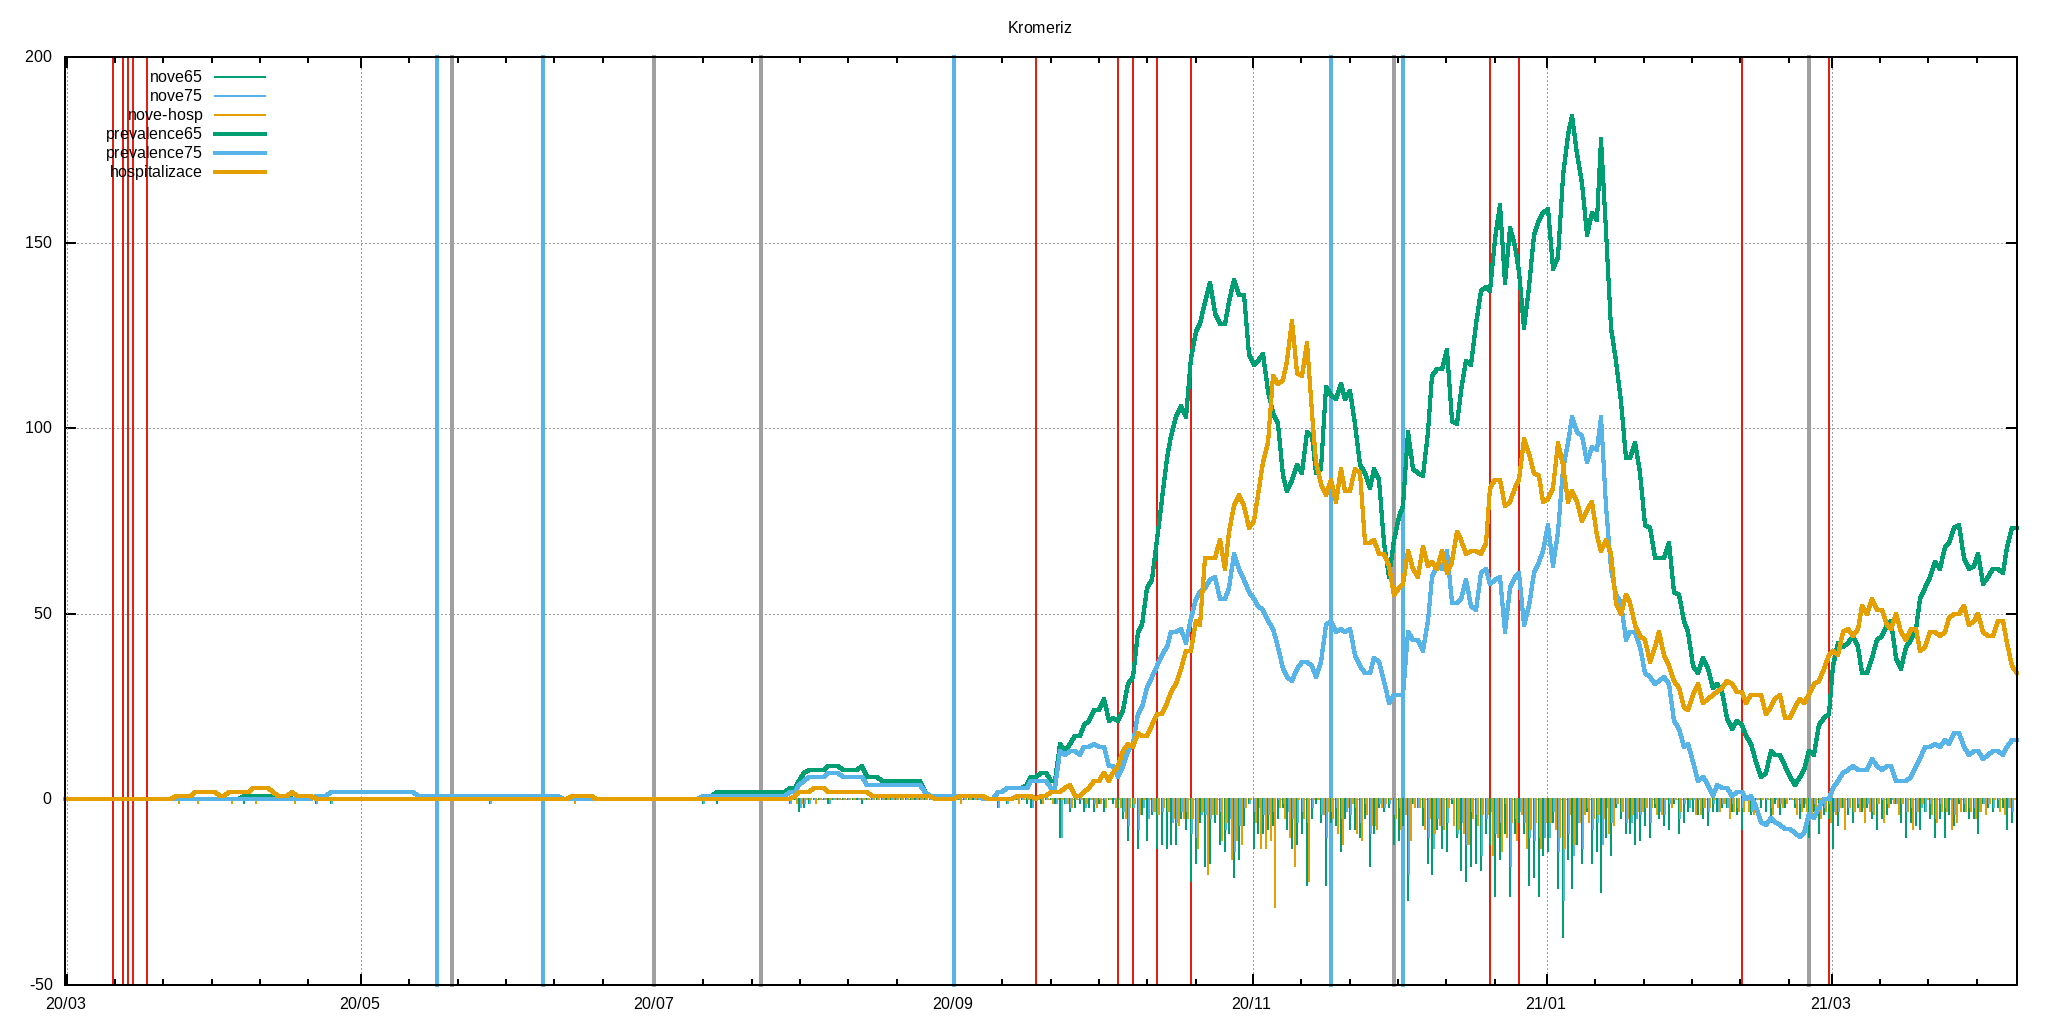 Kromeriz
200
150
100
50
0
-50
nove65
nove75
nove-hosp
prevalence65
prevalence75
hospitalizace
20/03 20/05 20/07 20/09 20/11 21/01 21/03